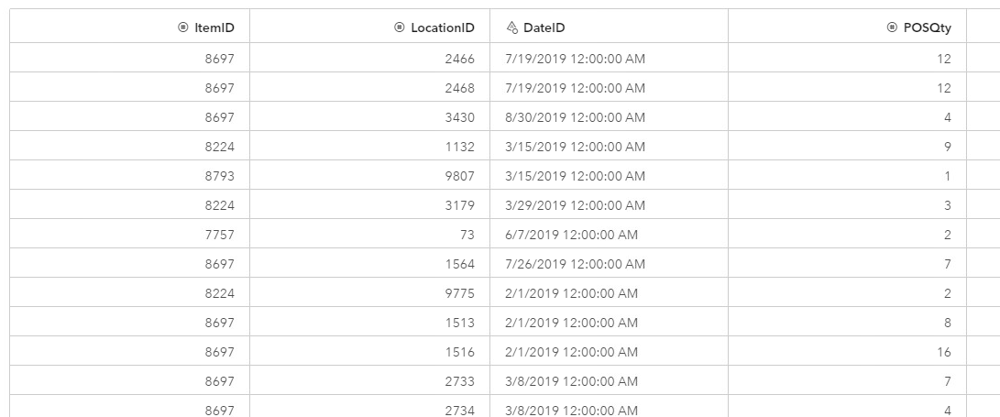 ItemID LocationID DateID POSQty
8697 2466 7/19/2019 12:00:00 AM 12
8697 2468 7/19/2019 12:00:00 AM 12
8697 3430 8/30/2019 12:00:00 AM 4
8224 1132 3/15/2019 12:00:00 AM 9
8793 9807 3/15/2019 12:00:00 AM 1
8224 3179 3/29/2019 12:00:00 AM 3
7757 73 6/7/2019 12:00:00 AM 2
8697 1564 7/26/2019 12:00:00 AM 7
8224 9775 2/1/2019 12:00:00 AM 2
8697 1513 2/1/2019 12:00:00 AM 8
8697 1516 2/1/2019 12:00:00 AM 16
8697 2733 3/8/2019 12:00:00 AM 7
8697 2734 3/8/2019 12:00:00 AM 4